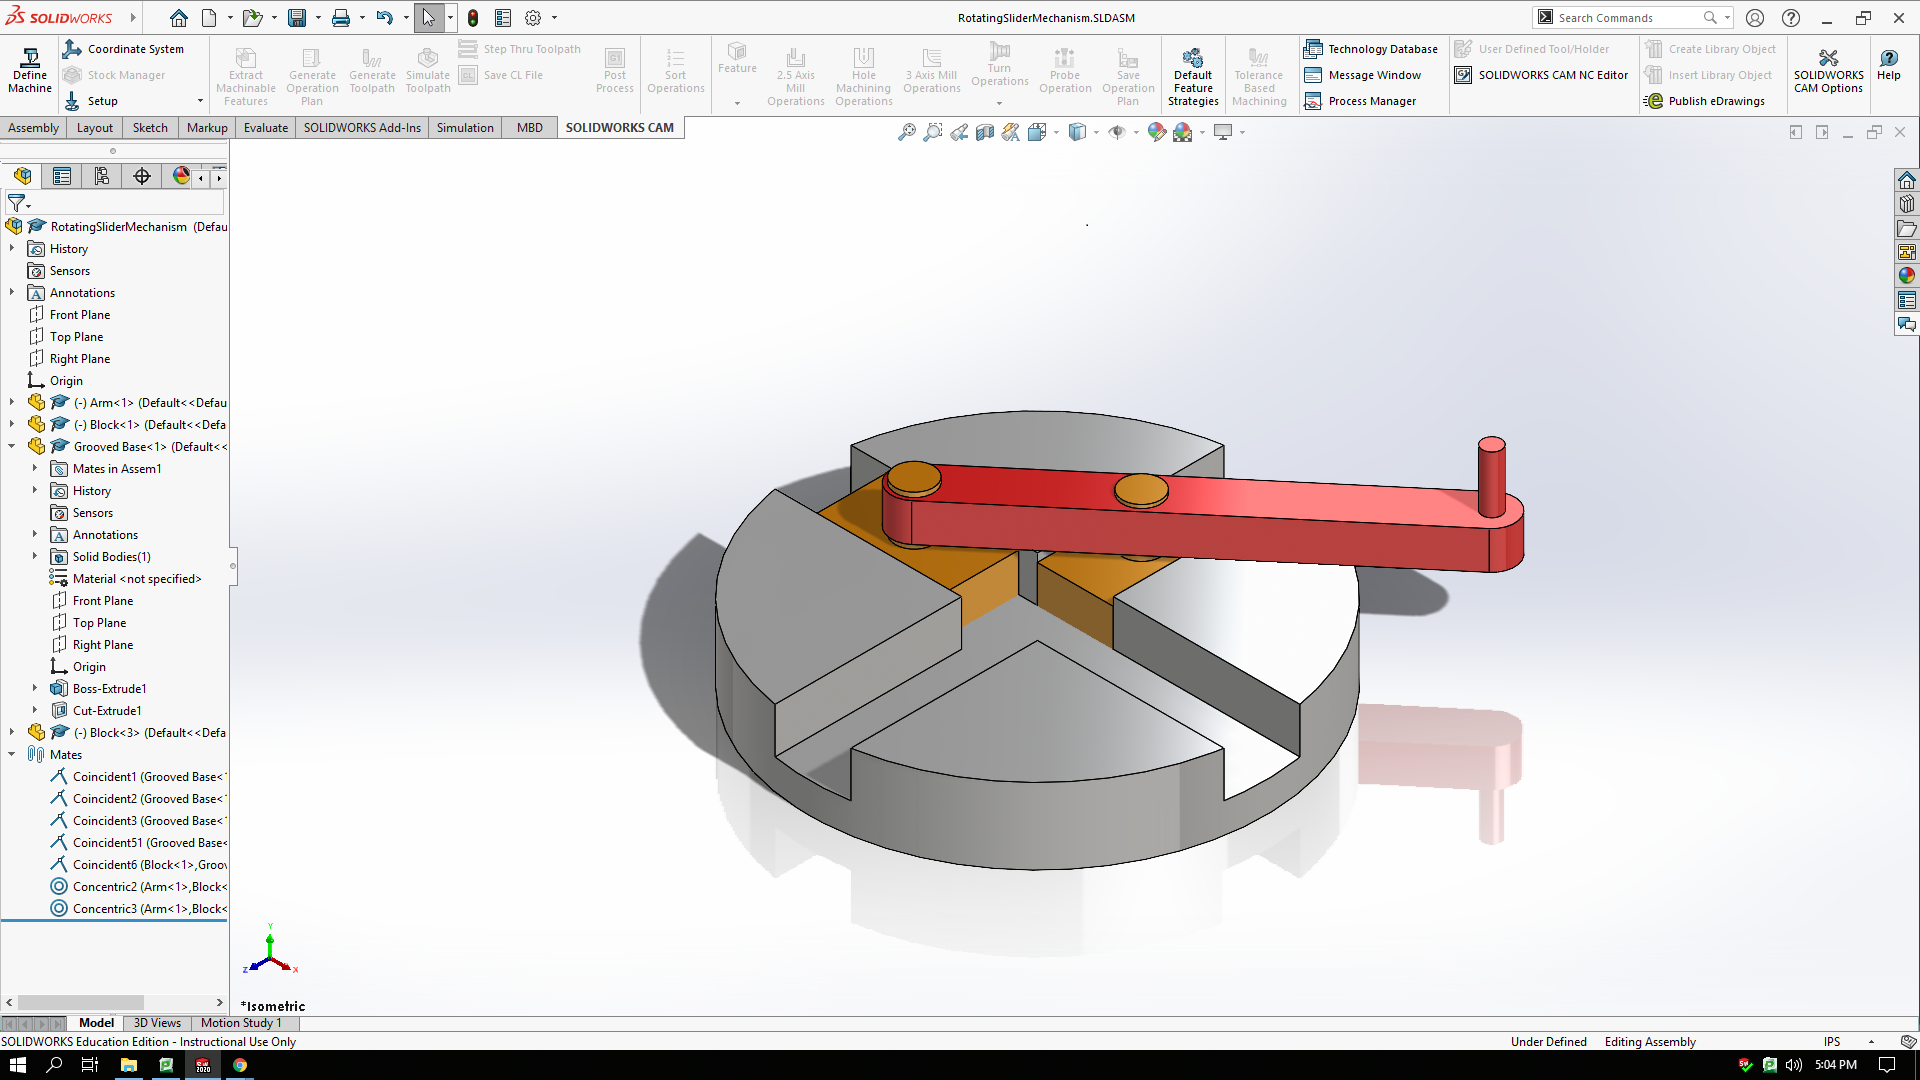 SOLIDWORKS
RotatingSliderMechanism.SLDASM
Search Commands
Define Machine
Coordinate System
Stock Manager
Setup
Extract Machinable Features
Generate Operation Plan
Generate Toolpath
Simulate Toolpath
Step Thru Toolpath
Save CL File
Post Process
Sort Operations
Feature
2.5 Axis Mill Operations
Hole Machining Operations
3 Axis Mill Operations
Turn Operations
Probe Operation
Save Operation Plan
Default Feature Strategies
Tolerance Based Machining
Technology Database
Message Window
Process Manager
User Defined Tool/Holder
SOLIDWORKS CAM NC Editor
Create Library Object
Insert Library Object
Publish eDrawings
SOLIDWORKS CAM Options
Help
Assembly
Layout
Sketch
Markup
Evaluate
SOLIDWORKS Add-Ins
Simulation
MBD
SOLIDWORKS CAM
RotatingSliderMechanism (Defau
History
Sensors
Annotations
Front Plane
Top Plane
Right Plane
Origin
(-) Arm<1> (Default<<Defau
(-) Block<1> (Default<<Defa
Grooved Base<1> (Default<<
Mates in Assem1
History
Sensors
Annotations
Solid Bodies(1)
Material <not specified>
Front Plane
Top Plane
Right Plane
Origin
Boss-Extrude1
Cut-Extrude1
(-) Block<3> (Default<<Defa
Mates
Coincident1 (Grooved Base<1
Coincident2 (Grooved Base<1
Coincident3 (Grooved Base<1
Coincident51 (Grooved Base<
Coincident6 (Block<1>,Groov
Concentric2 (Arm<1>,Block<
Concentric3 (Arm<1>,Block<
Y
Z
X
*Isometric
Model
3D Views
Motion Study 1
SOLIDWORKS Education Edition - Instructional Use Only
Under Defined
Editing Assembly
IPS
5:04 PM